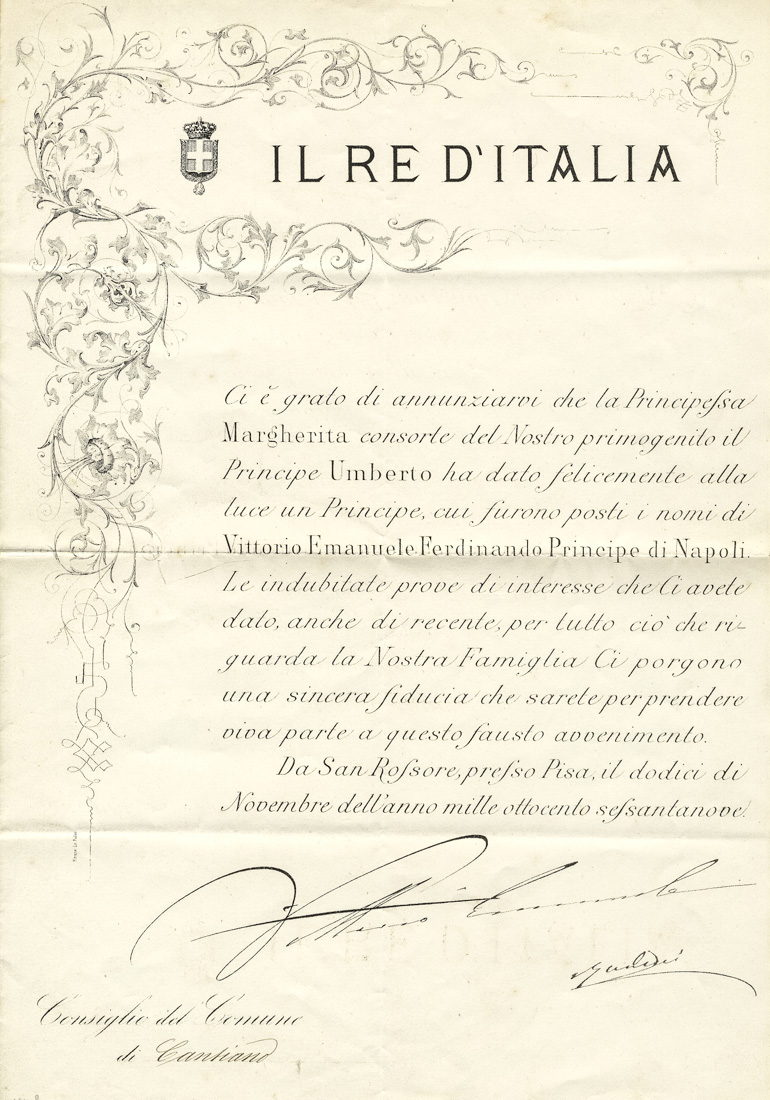 IL RE D'ITALIA
Ci è grato di annunziarvi che la Principeſsa
Margherita consorte del Nostro primogenito il
Principe Umberto ha dato felicemente alla
luce un Principe, cui furono posti i nomi di
Vittorio Emanuele Ferdinando Principe di Napoli.
Le indubitate prove di interesse che Ci avete
dato, anche di recente, per tutto ciò che ri-
guarda la Nostra Famiglia Ci porgono
una sincera fiducia che sarete per prendere
viva parte a questo fausto avvenimento.
Da San Roſsore, preſso Pisa, il dodici di
Novembre dell'anno mille ottocento seſsantanove.
Vittorio Emanuele
Consiglio del Comune
di Cantiano